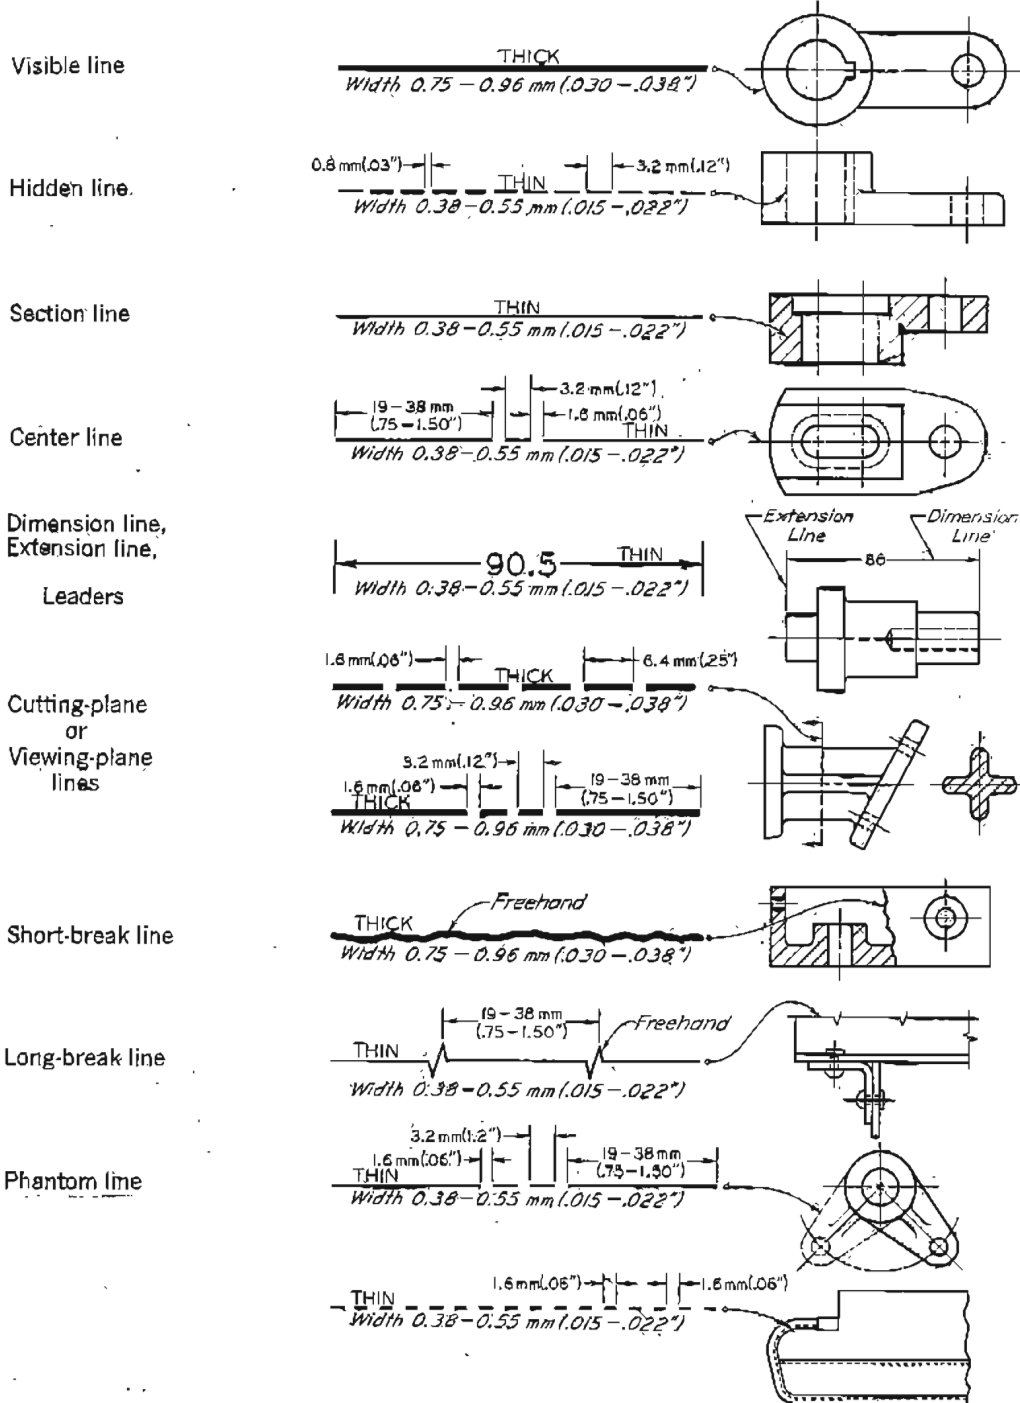 Visible line
THICK
Width 0.75 – 0.96 mm (.030 – .038")
Hidden line.
0.8 mm(.03")
3.2 mm(.12")
THIN
Width 0.38 – 0.55 mm (.015 – .022")
Section line
THIN
Width 0.38 – 0.55 mm (.015 – .022")
Center line
3.2 mm(.12")
19 – 38 mm
(.75 – 1.50")
1.6 mm(.06")
THIN
Width 0.38 – 0.55 mm (.015 – .022")
Dimension line,
Extension line,
Leaders
90.5
THIN
Width 0.38 – 0.55 mm (.015 – .022")
Extension
Line
Dimension
Line
86
Cutting-plane
or
Viewing-plane
lines
1.6 mm(.06")
6.4 mm(.25")
THICK
Width 0.75 – 0.96 mm (.030 – .038")
3.2 mm(.12")
1.6 mm(.06")
19 – 38 mm
(.75 – 1.50")
THICK
Width 0.75 – 0.96 mm (.030 – .038")
Short-break line
Freehand
THICK
Width 0.75 – 0.96 mm (.030 – .038")
Long-break line
19 – 38 mm
(.75 – 1.50")
Freehand
THIN
Width 0.38 – 0.55 mm (.015 – .022")
Phantom line
3.2 mm(1.2")
1.6 mm(.06")
19 – 38 mm
(.75 – 1.50")
THIN
Width 0.38 – 0.55 mm (.015 – .022")
1.6 mm(.06")
1.6 mm(.06")
THIN
Width 0.38 – 0.55 mm (.015 – .022")